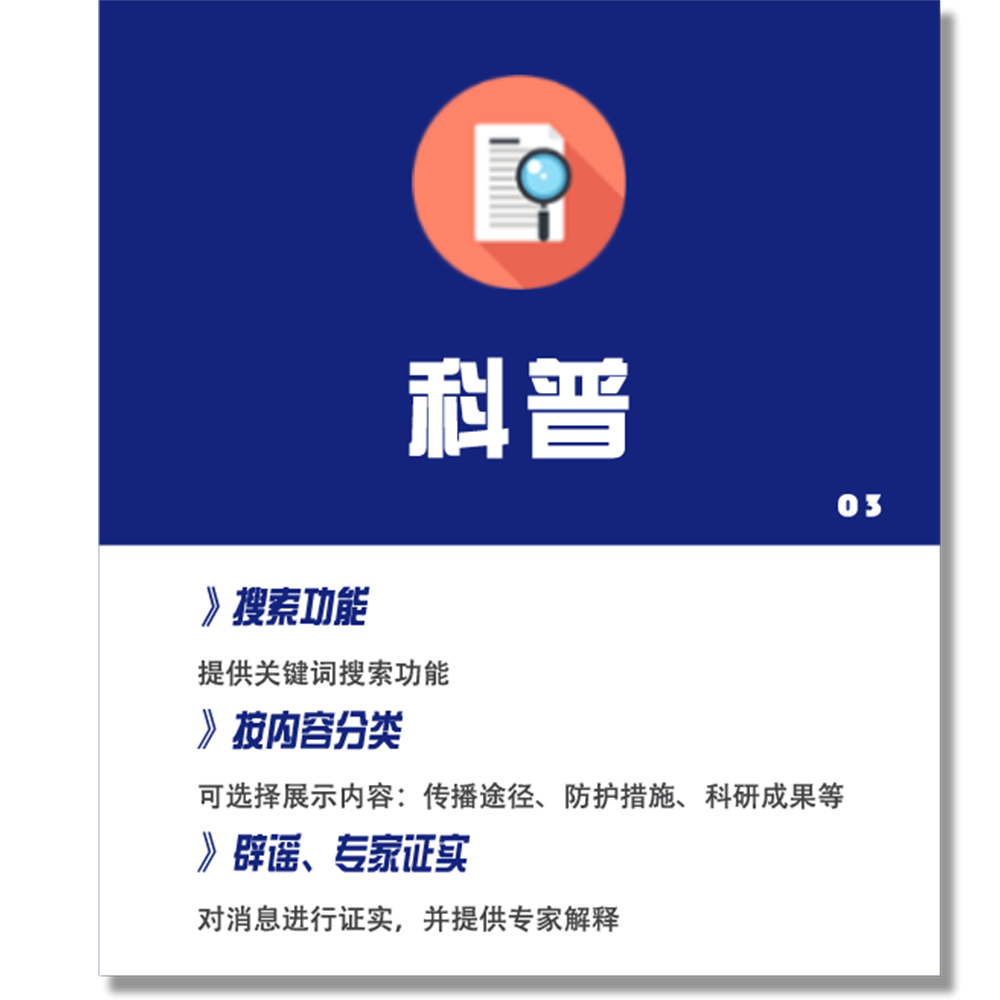 科普
03
》搜索功能
提供关键词搜索功能
》按内容分类
可选择展示内容：传播途径、防护措施、科研成果等
》辟谣、专家证实
对消息进行证实，并提供专家解释